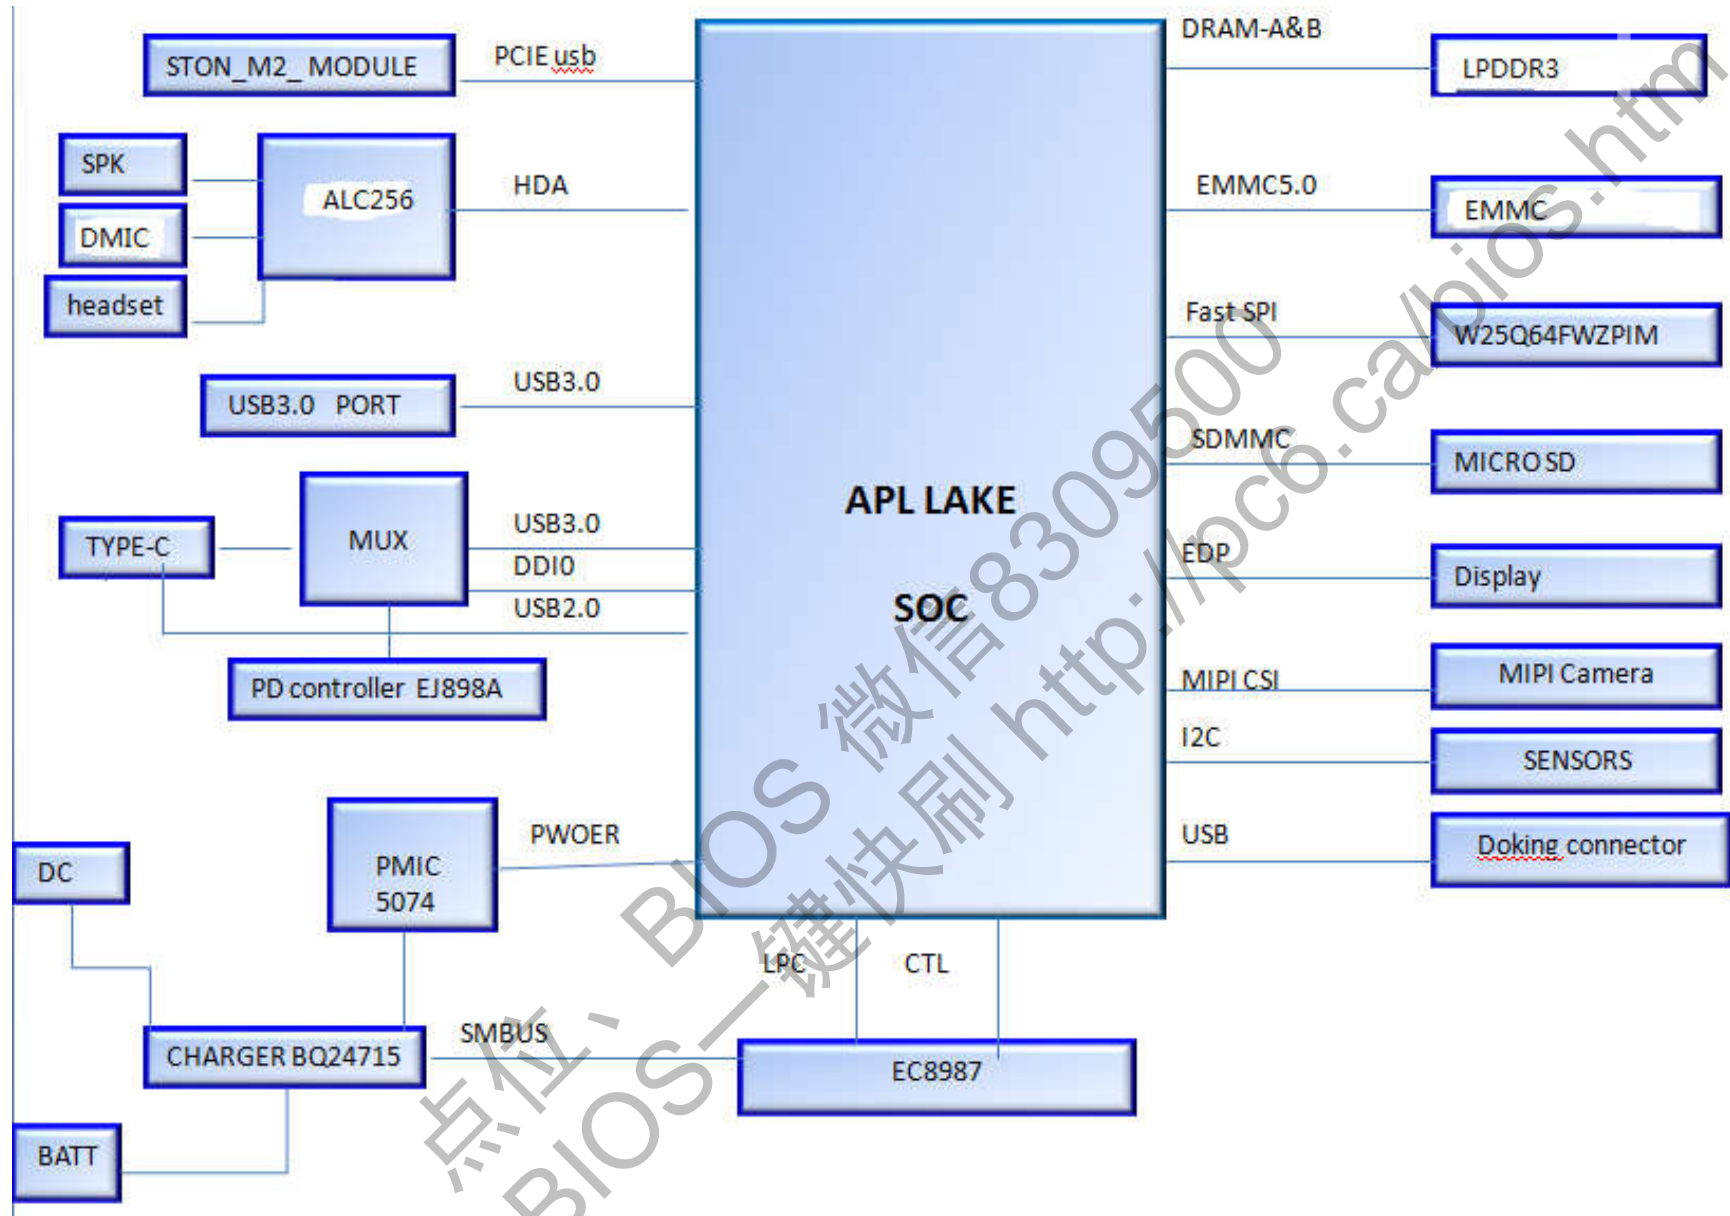 STON_M2_ MODULE
PCIE usb
SPK
DMIC
headset
ALC256
HDA
USB3.0 PORT
USB3.0
TYPE-C
MUX
USB3.0
DDI0
USB2.0
PD controller EJ898A
DC
PMIC
5074
PWOER
CHARGER BQ24715
SMBUS
BATT
APL LAKE
SOC
LPC
CTL
EC8987
DRAM-A&B
LPDDR3
EMMC5.0
EMMC
Fast SPI
W25Q64FWZPIM
SDMMC
MICRO SD
EDP
Display
MIPI CSI
MIPI Camera
I2C
SENSORS
USB
Doking connector
点位、BIOS 微信8309500
BIOS一键快刷 http://pc6.ca/bios.htm